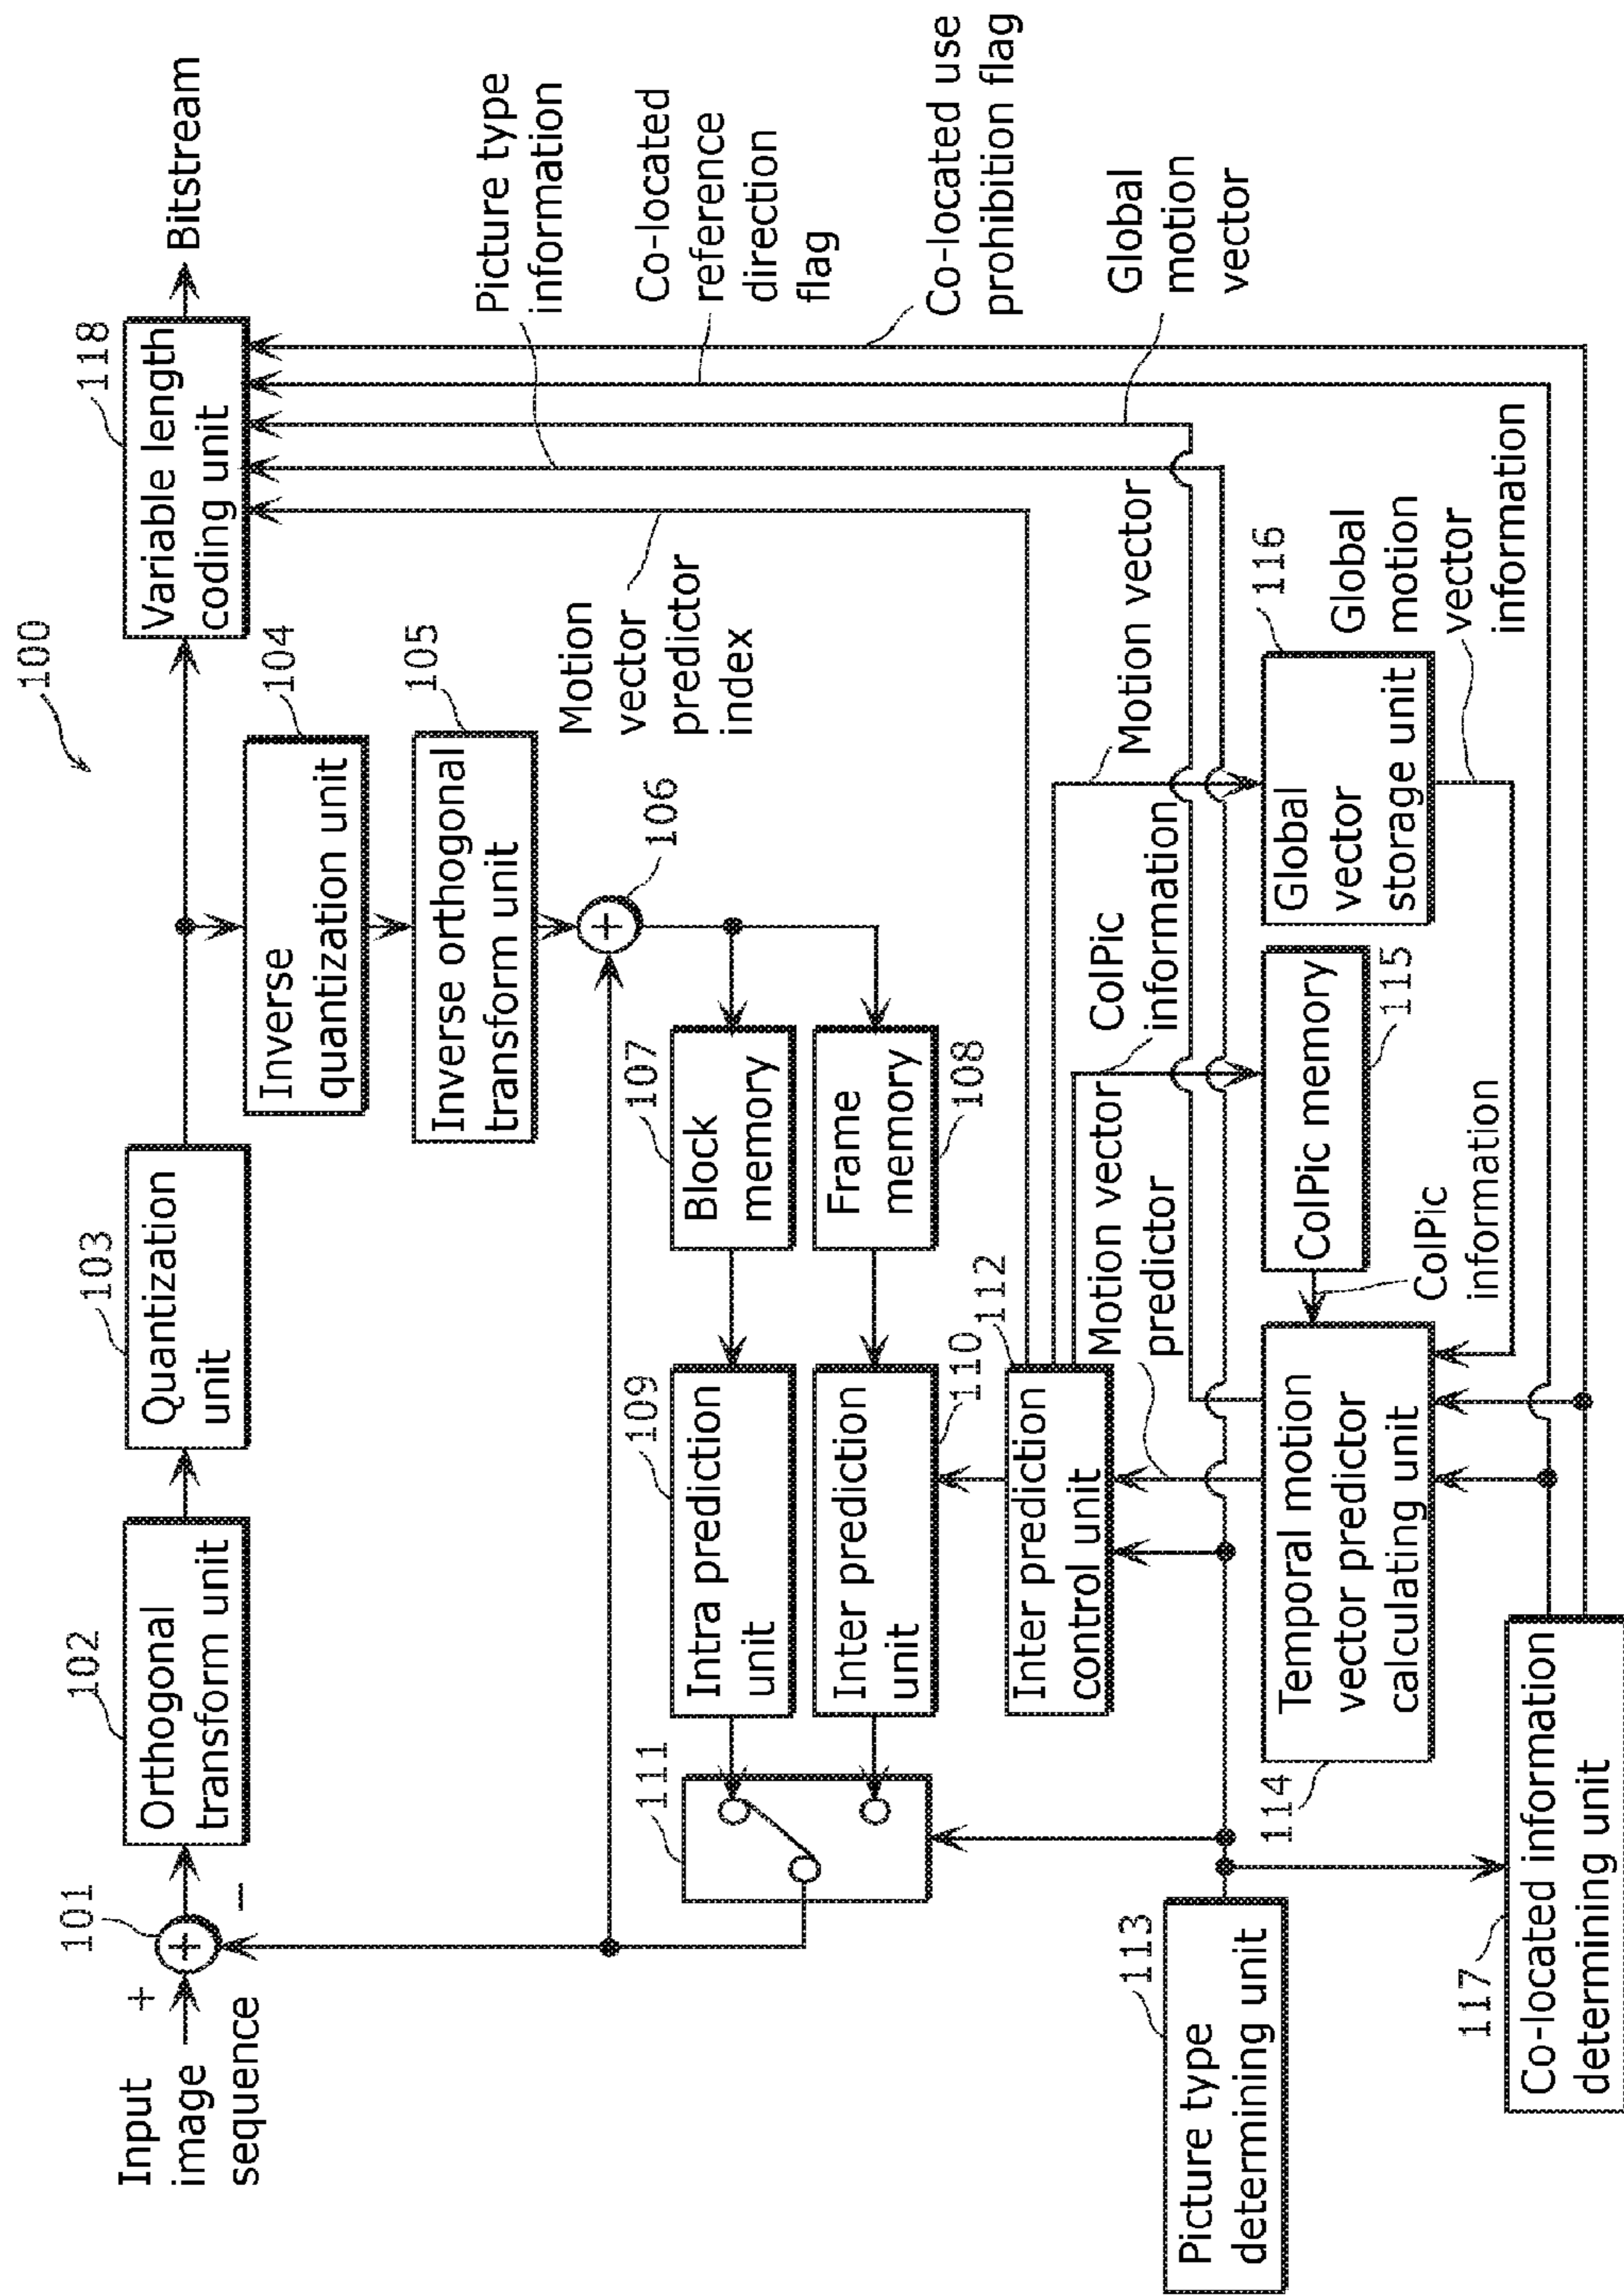 100
Input
image
sequence
+
101
+
−
102
Orthogonal
transform unit
103
Quantization
unit
118
Variable length
coding unit
Bitstream
Inverse
quantization unit
104
Inverse orthogonal
transform unit
105
+
106
Picture type
information
Co-located
reference
direction
flag
Co-located use
prohibition flag
Global
motion
vector
Motion
vector
predictor
index
111
109
Intra prediction
unit
107
Block
memory
Inter prediction
unit
110
Frame
memory
108
112
Inter prediction
control unit
Motion vector
predictor
ColPic
information
Motion vector
113
Picture type
determining unit
114
Temporal motion
vector predictor
calculating unit
ColPic memory
115
ColPic
information
116
Global
vector
storage unit
Global
motion
vector
information
117
Co-located information
determining unit